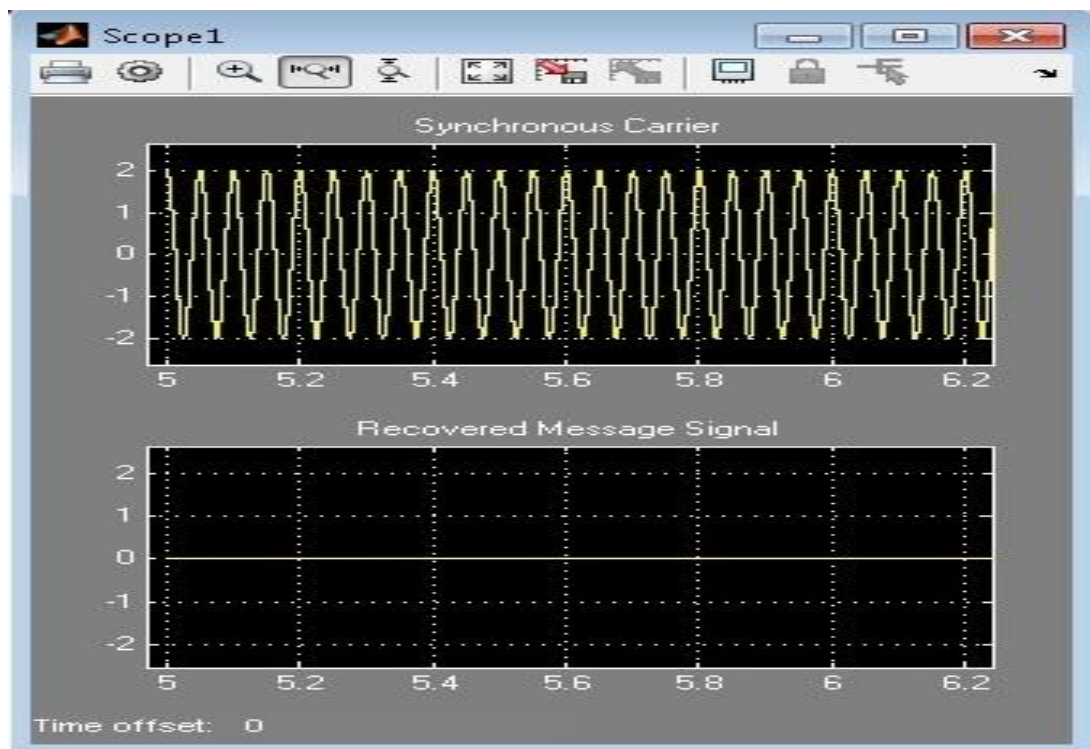 Scope1
Synchronous Carrier
2
1
0
-1
-2
5 5.2 5.4 5.6 5.8 6 6.2
Recovered Message Signal
2
1
0
-1
-2
5 5.2 5.4 5.6 5.8 6 6.2
Time offset: 0